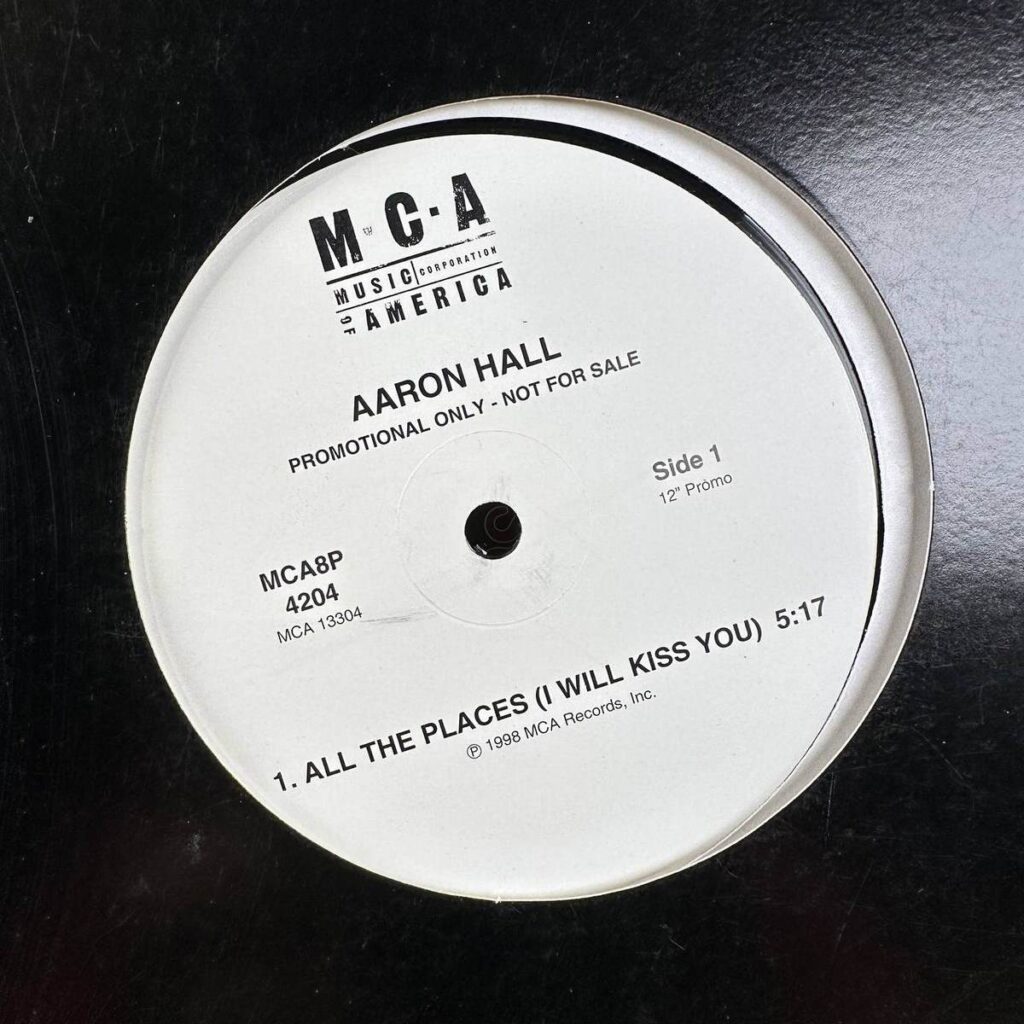 M·C·A
MUSIC CORPORATION
OF AMERICA
AARON HALL
PROMOTIONAL ONLY - NOT FOR SALE
Side 1
12" Promo
MCA8P
4204
MCA 13304
1. ALL THE PLACES (I WILL KISS YOU) 5:17
℗ 1998 MCA Records, Inc.